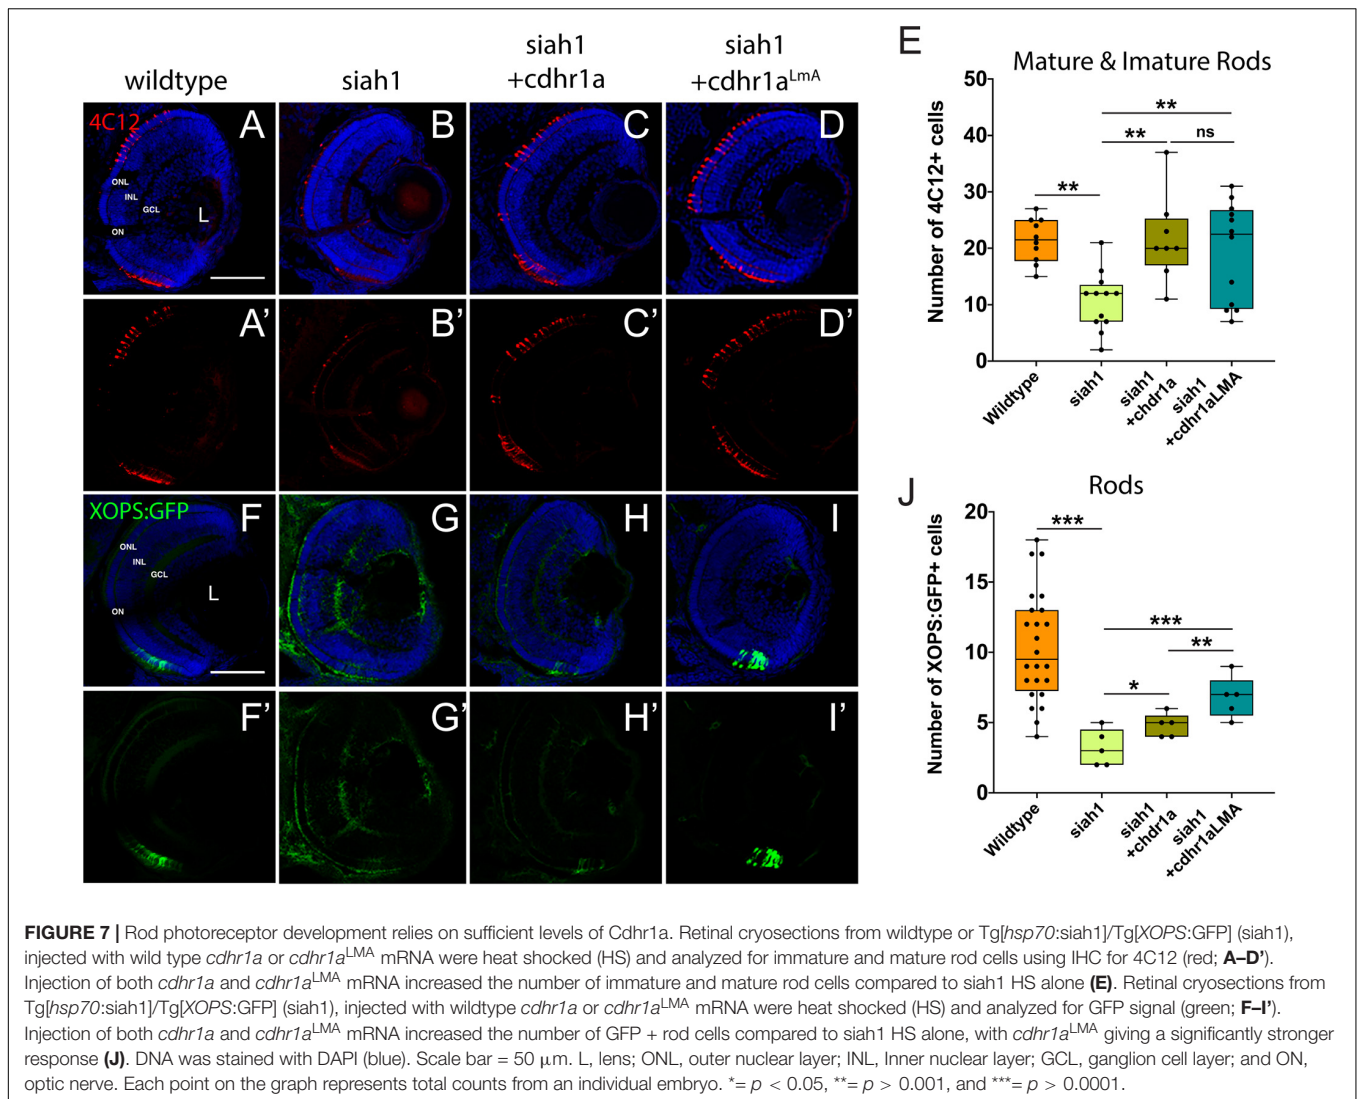 wildtype
siah1
siah1
+cdhr1a
siah1
+cdhr1aLmA
4C12
A
B
C
D
ONL
INL
GCL
ON
L
A'
B'
C'
D'
XOPS:GFP
F
G
H
I
ONL
INL
GCL
ON
L
F'
G'
H'
I'
E
Mature & Imature Rods
Number of 4C12+ cells
50
40
30
20
10
0
**
**
**
ns
Wildtype
siah1
siah1
+chdr1a
siah1
+cdhr1aLMA
J
Rods
Number of XOPS:GFP+ cells
20
15
10
5
0
***
***
**
*
Wildtype
siah1
siah1
+chdr1a
siah1
+cdhr1aLMA
FIGURE 7 | Rod photoreceptor development relies on sufficient levels of Cdhr1a. Retinal cryosections from wildtype or Tg[hsp70:siah1]/Tg[XOPS:GFP] (siah1),
injected with wild type cdhr1a or cdhr1aLMA mRNA were heat shocked (HS) and analyzed for immature and mature rod cells using IHC for 4C12 (red; A–D').
Injection of both cdhr1a and cdhr1aLMA mRNA increased the number of immature and mature rod cells compared to siah1 HS alone (E). Retinal cryosections from
Tg[hsp70:siah1]/Tg[XOPS:GFP] (siah1), injected with wildtype cdhr1a or cdhr1aLMA mRNA were heat shocked (HS) and analyzed for GFP signal (green; F–I').
Injection of both cdhr1a and cdhr1aLMA mRNA increased the number of GFP + rod cells compared to siah1 HS alone, with cdhr1aLMA giving a significantly stronger
response (J). DNA was stained with DAPI (blue). Scale bar = 50 μm. L, lens; ONL, outer nuclear layer; INL, Inner nuclear layer; GCL, ganglion cell layer; and ON,
optic nerve. Each point on the graph represents total counts from an individual embryo. *= p < 0.05, **= p > 0.001, and ***= p > 0.0001.